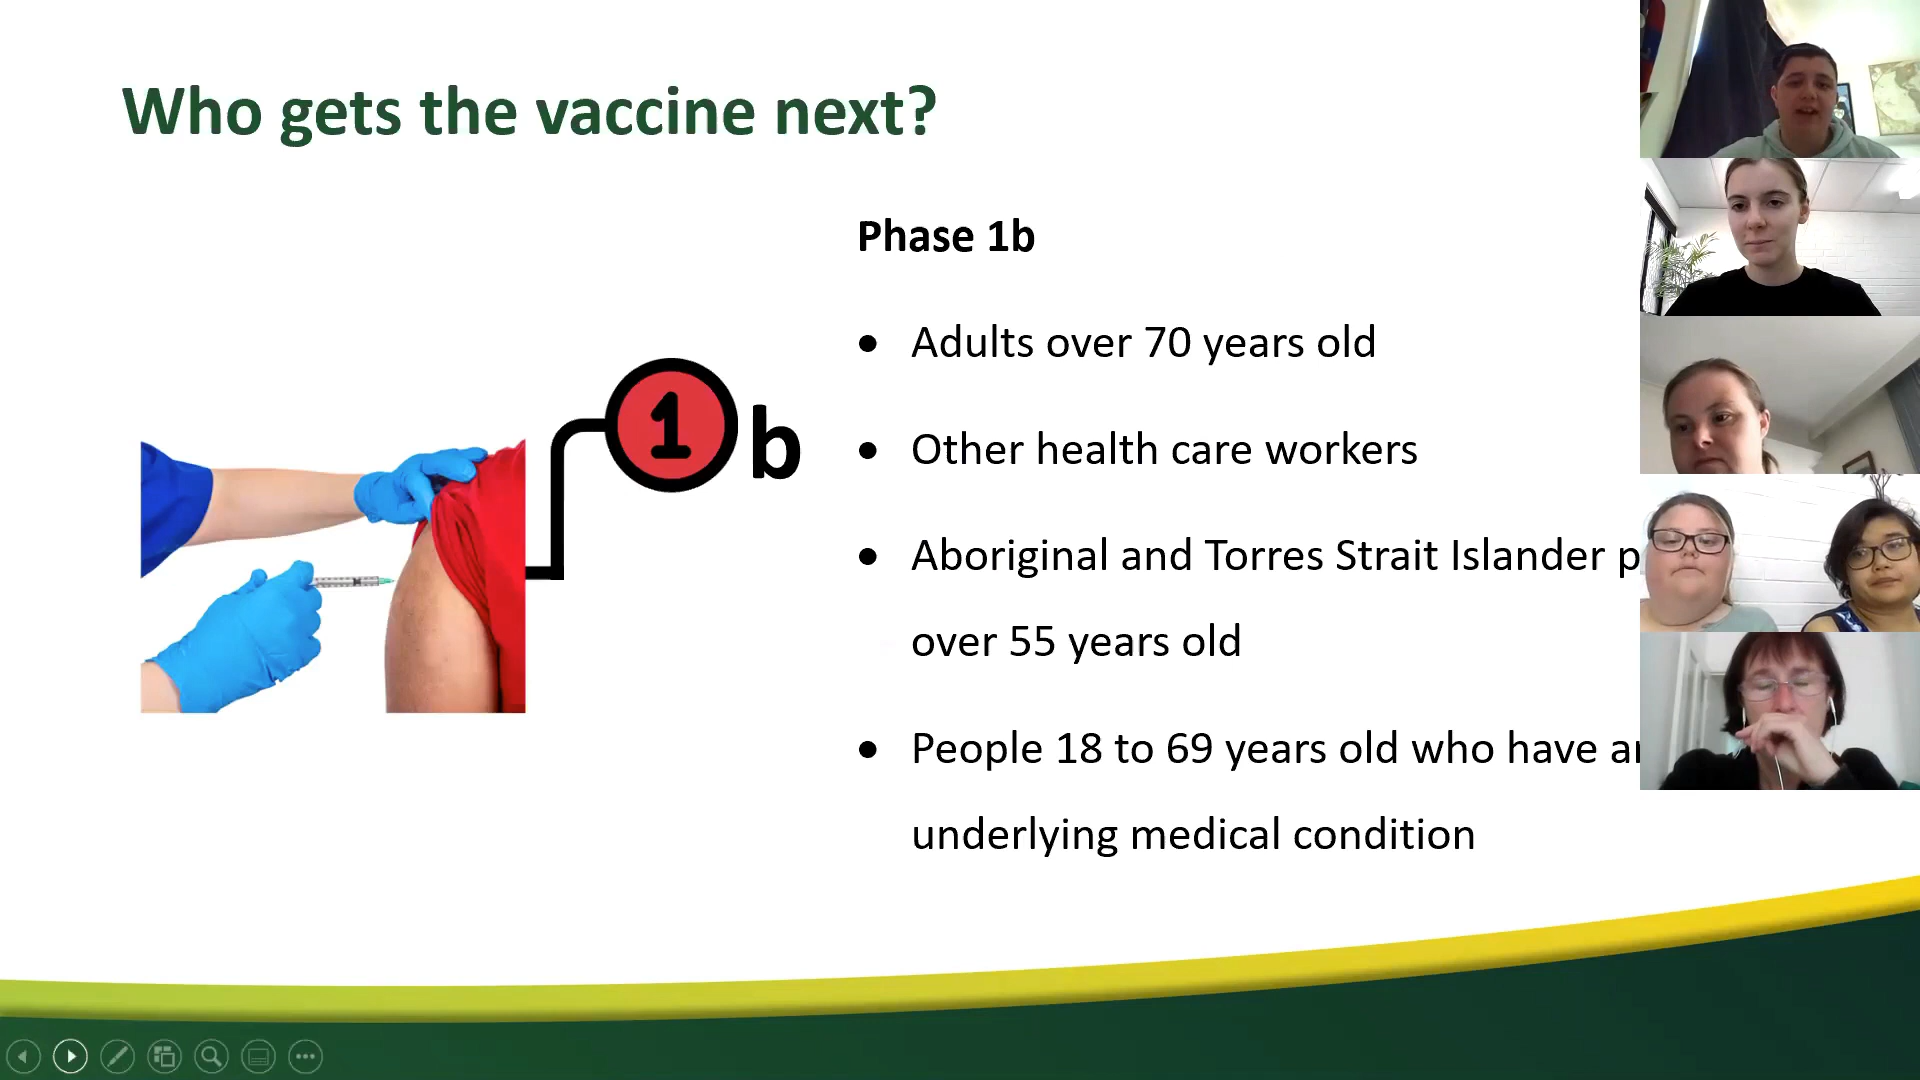 Who gets the vaccine next?
Phase 1b
1 b
• Adults over 70 years old
• Other health care workers
• Aboriginal and Torres Strait Islander p
over 55 years old
• People 18 to 69 years old who have an
underlying medical condition